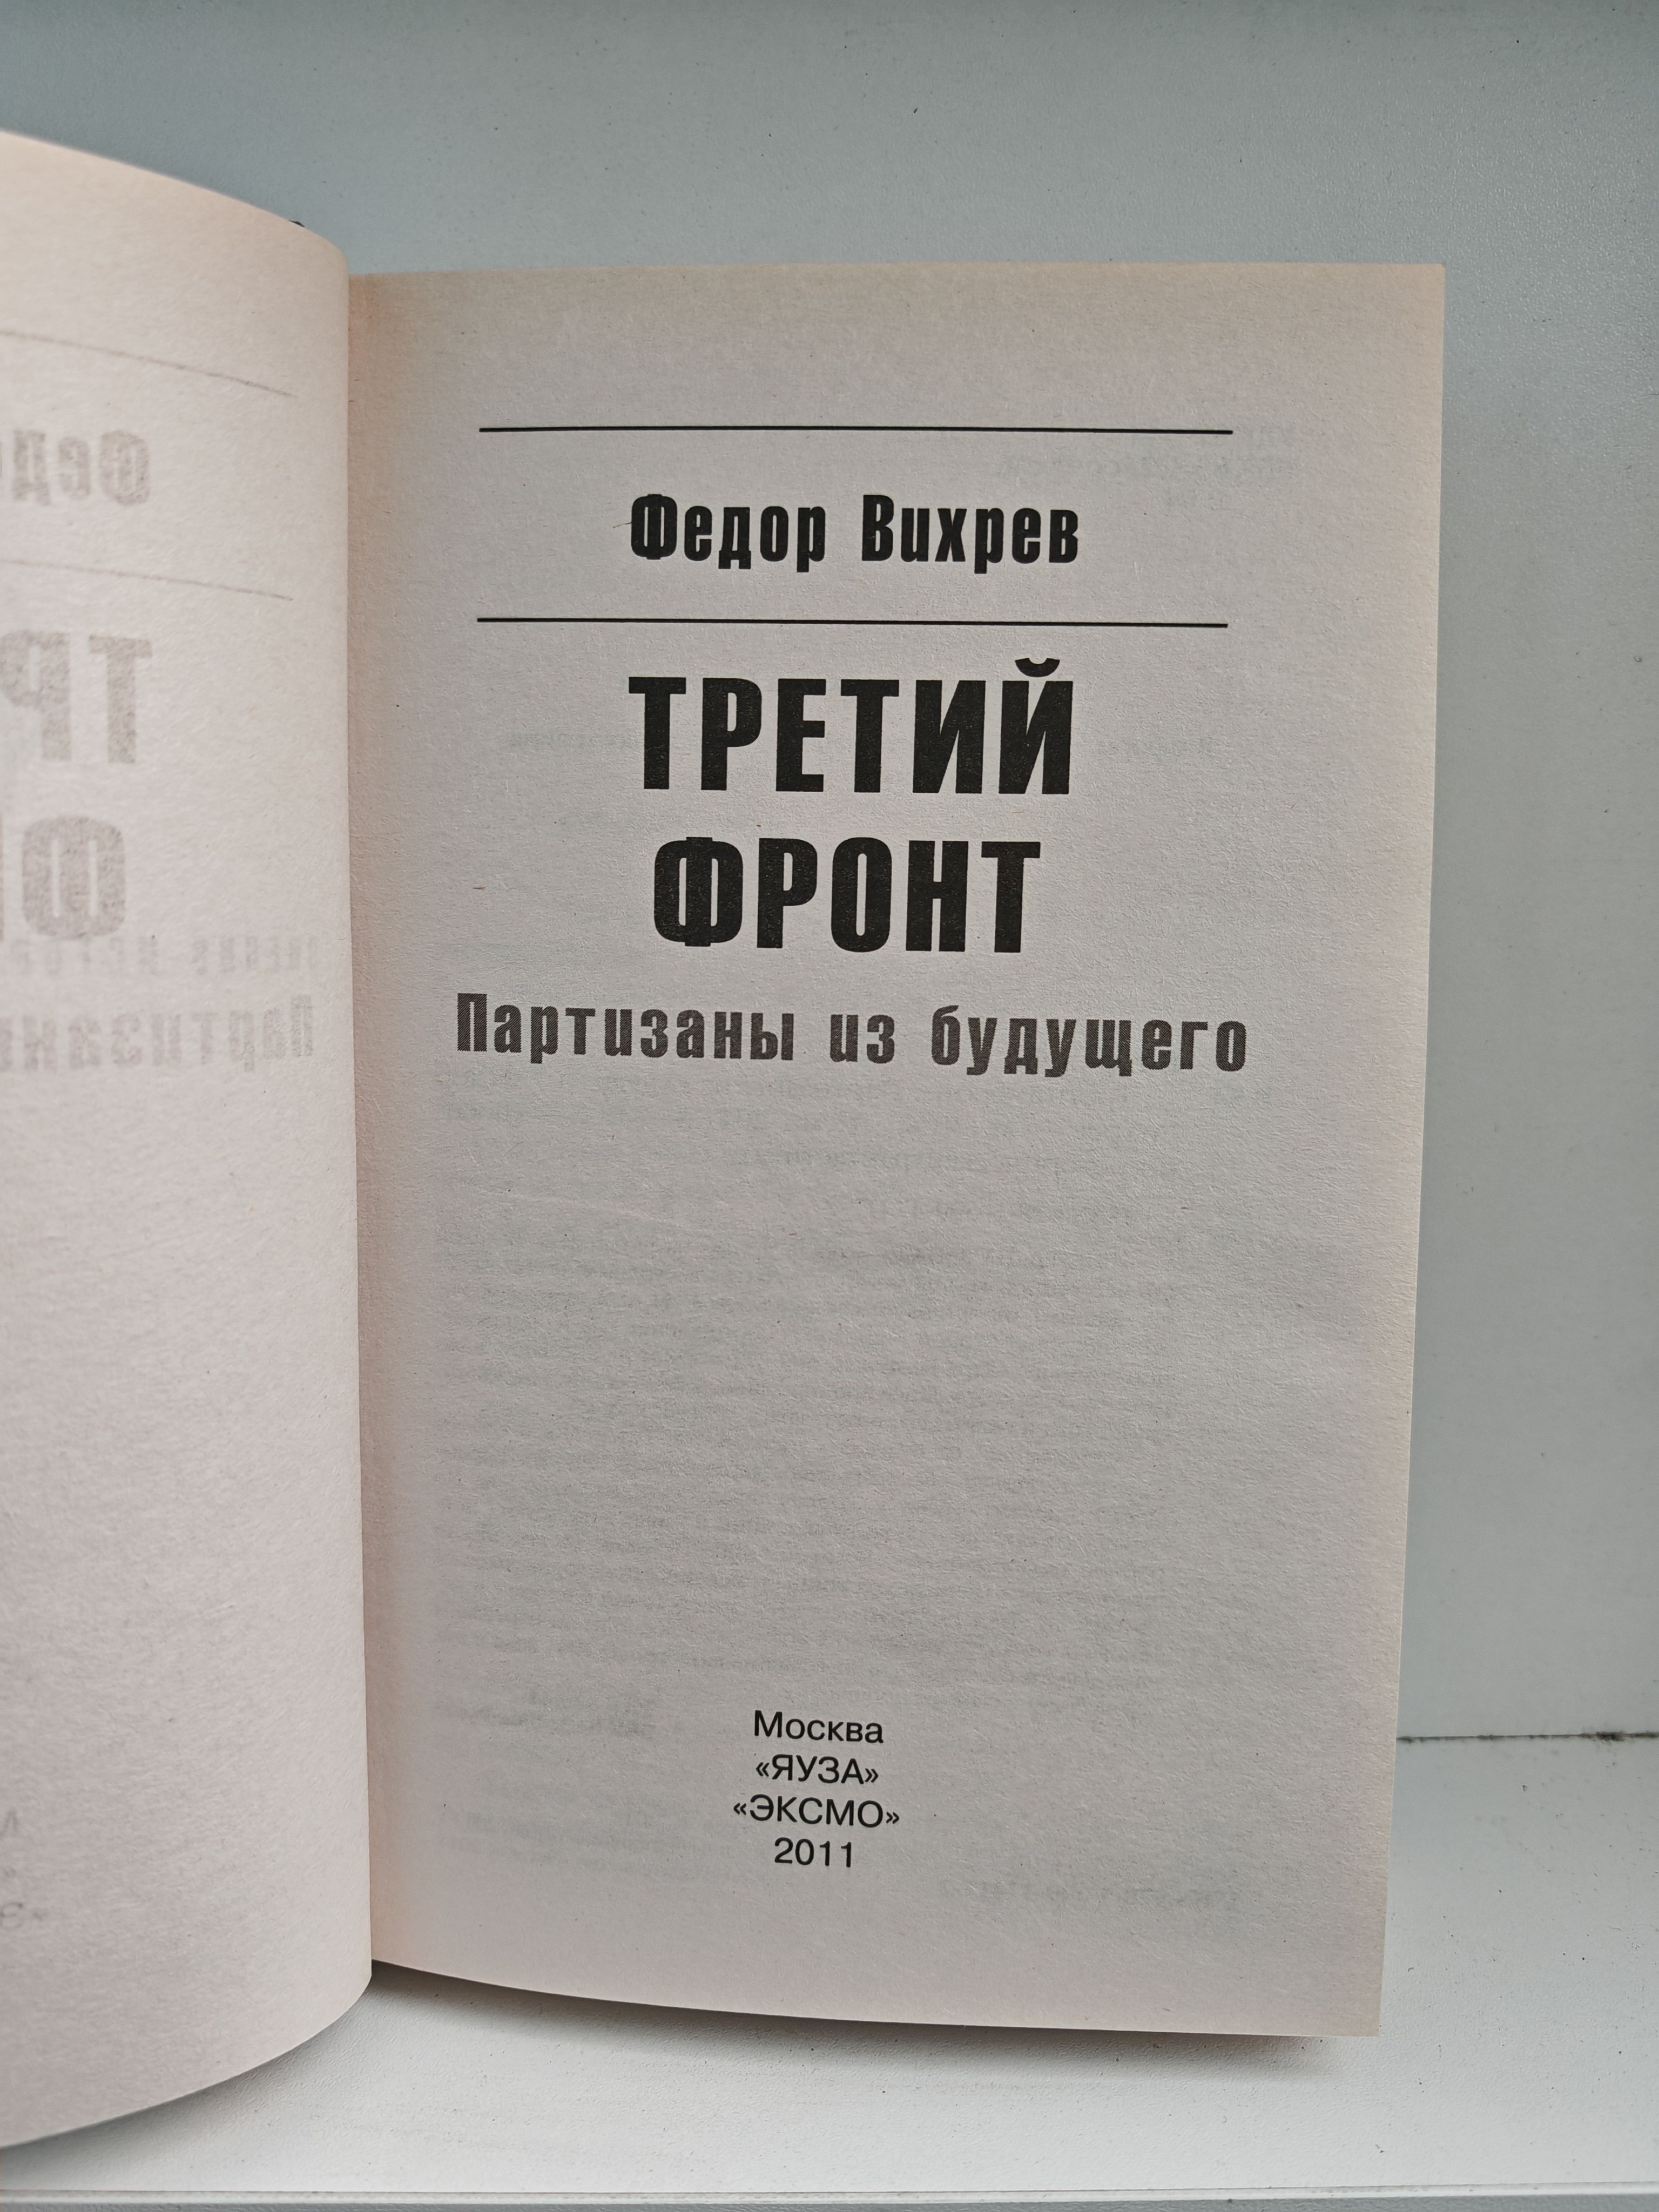 Федор Вихрев
ТРЕТИЙ
ФРОНТ
Партизаны из будущего
Москва
«ЯУЗА»
«ЭКСМО»
2011